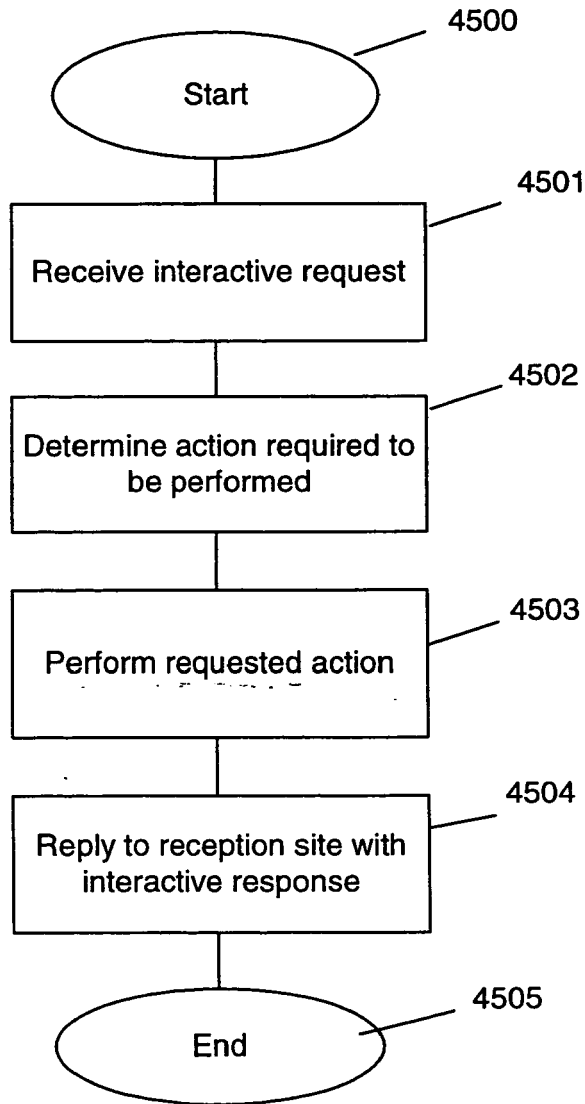 4500
Start
4501
Receive interactive request
4502
Determine action required to
be performed
4503
Perform requested action
4504
Reply to reception site with
interactive response
4505
End